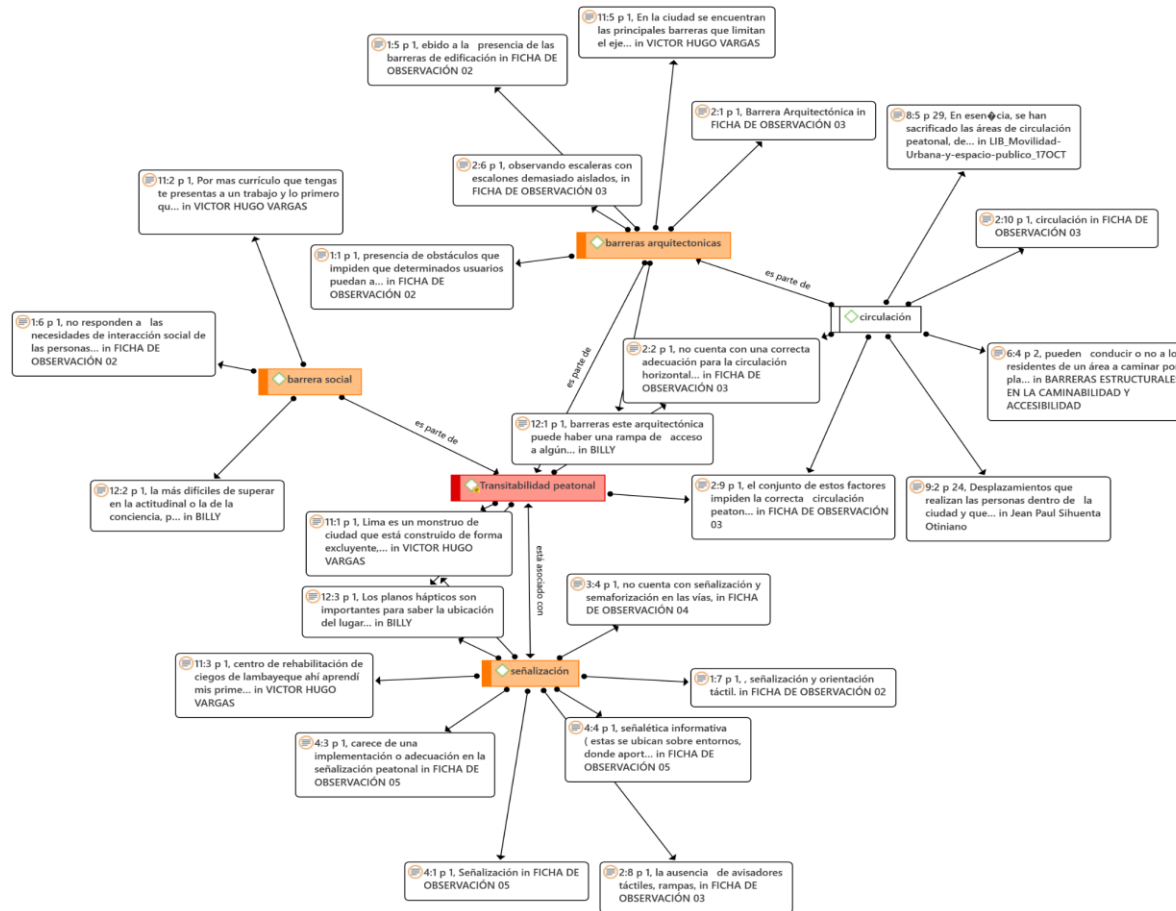 11:5 p 1, En la ciudad se encuentran
las principales barreras que limitan
el eje... in VICTOR HUGO VARGAS
1:5 p 1, ebido a la presencia de las
barreras de edificación in FICHA DE
OBSERVACIÓN 02
2:1 p 1, Barrera Arquitectónica in
FICHA DE OBSERVACIÓN 03
8:5 p 29, En esen�cia, se han
sacrificado las áreas de circulación
peatonal, de... in LIB_Movilidad-
Urbana-y-espacio-publico_17OCT
2:6 p 1, observando escaleras con
escalones demasiado aislados, in
FICHA DE OBSERVACIÓN 03
11:2 p 1, Por mas currículo que tengas
te presentas a un trabajo y lo primero
qu... in VICTOR HUGO VARGAS
2:10 p 1, circulación in FICHA DE
OBSERVACIÓN 03
barreras arquitectonicas
1:1 p 1, presencia de obstáculos que
impiden que determinados usuarios
puedan a... in FICHA DE
OBSERVACIÓN 02
es parte de
circulación
1:6 p 1, no responden a las
necesidades de interacción social de
las personas... in FICHA DE
OBSERVACIÓN 02
2:2 p 1, no cuenta con una correcta
adecuación para la circulación
horizontal... in FICHA DE
OBSERVACIÓN 03
6:4 p 2, pueden conducir o no a lo
residentes de un área a caminar por
pla... in BARRERAS ESTRUCTURALE
EN LA CAMINABILIDAD Y
ACCESIBILIDAD
es parte de
barrera social
es parte de
12:1 p 1, barreras este arquitectónica
puede haber una rampa de acceso
a algún... in BILLY
12:2 p 1, la más difíciles de superar
en la actitudinal o la de la
conciencia, p... in BILLY
Transitabilidad peatonal
2:9 p 1, el conjunto de estos factores
impiden la correcta circulación
peaton... in FICHA DE OBSERVACIÓN
03
9:2 p 24, Desplazamientos que
realizan las personas dentro de la
ciudad y que... in Jean Paul Sihuenta
Otiniano
11:1 p 1, Lima es un monstruo de
ciudad que está construido de forma
excluyente,... in VICTOR HUGO
VARGAS
está asociado con
3:4 p 1, no cuenta con señalización y
semaforización en las vías, in FICHA
DE OBSERVACIÓN 04
12:3 p 1, Los planos hápticos son
importantes para saber la ubicación
del lugar... in BILLY
11:3 p 1, centro de rehabilitación de
ciegos de lambayeque ahí aprendí
mis prime... in VICTOR HUGO
VARGAS
señalización
1:7 p 1, , señalización y orientación
táctil. in FICHA DE OBSERVACIÓN 02
4:3 p 1, carece de una
implementación o adecuación en la
señalización peatonal in FICHA DE
OBSERVACIÓN 05
4:4 p 1, señalética informativa
( estas se ubican sobre entornos,
donde aport... in FICHA DE
OBSERVACIÓN 05
4:1 p 1, Señalización in FICHA DE
OBSERVACIÓN 05
2:8 p 1, la ausencia de avisadores
táctiles, rampas, in FICHA DE
OBSERVACIÓN 03